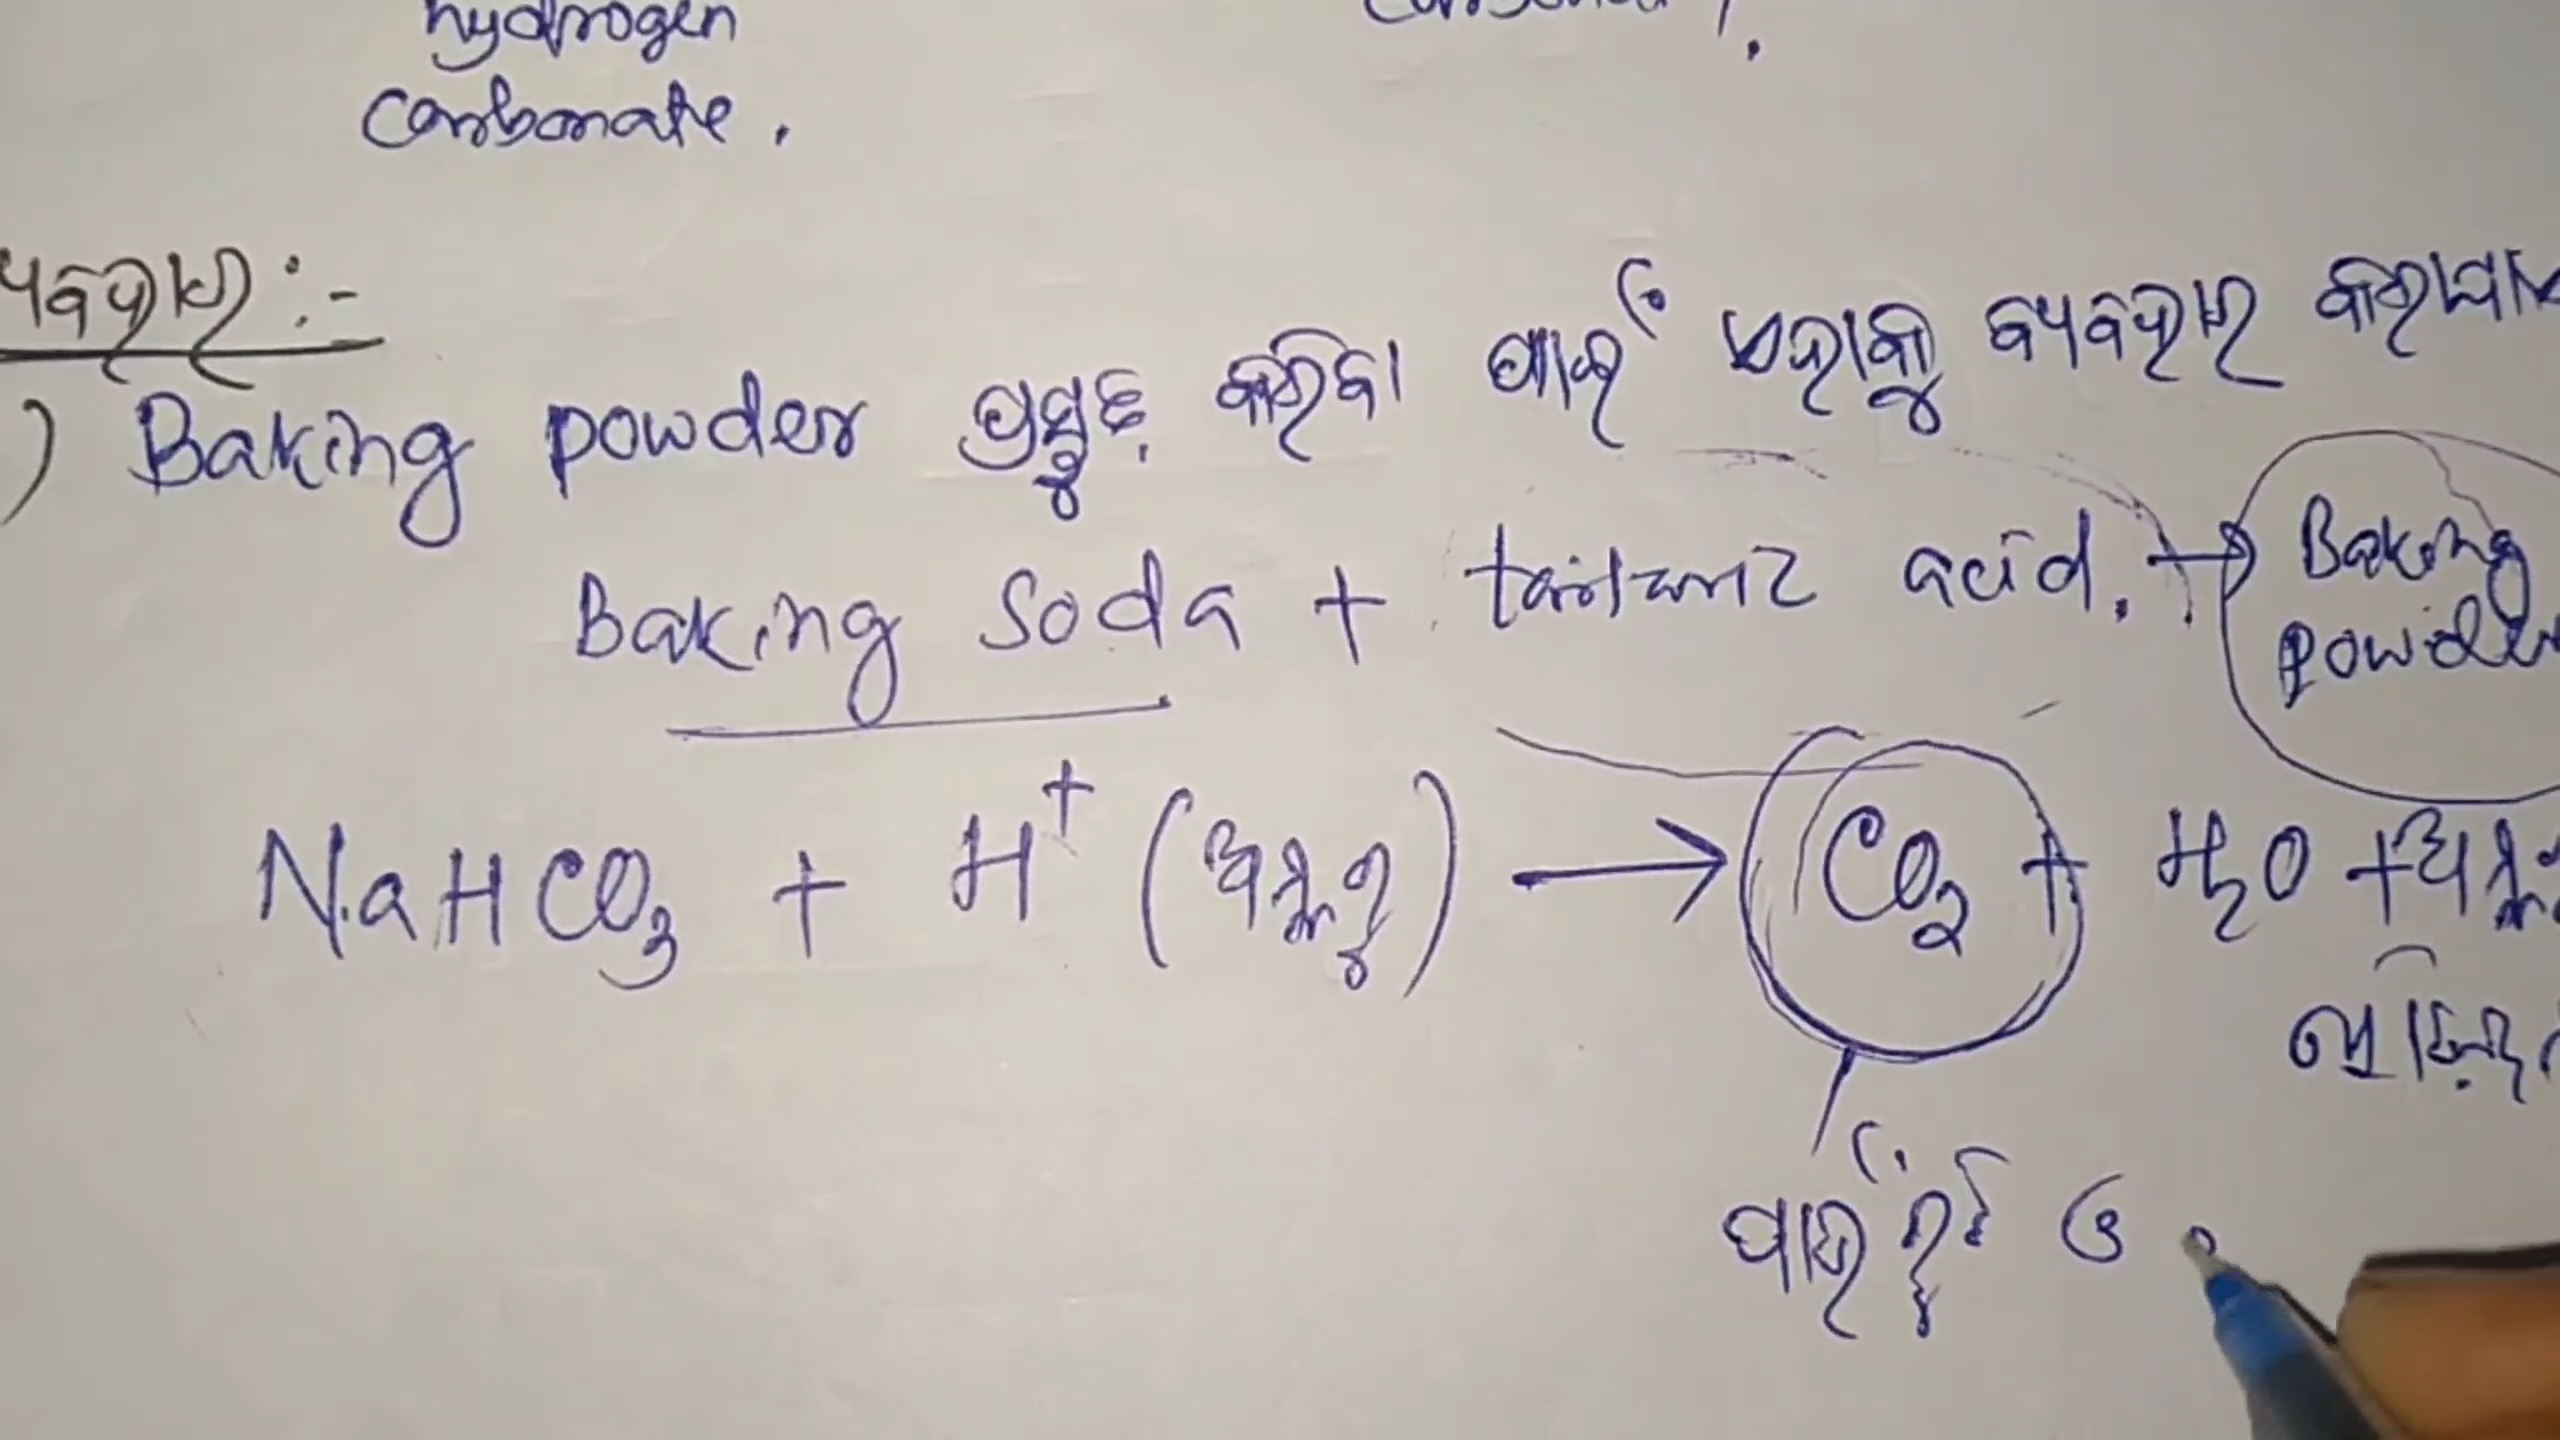 hydrogen
carbonate.
ବ୍ୟବହାର :-
) Baking powder ପ୍ରସ୍ତୁତ କରିବା ପାଇଁ ଏହାକୁ ବ୍ୟବହାର କରାଯାଏ
Baking soda + tartaric acid. → Baking powder
NaHCO₃ + H⁺ (ଅମ୍ଳରୁ) → CO₂ + H₂O + ଅମ୍ଳ
ପାଉଁରୁଟି ଓ